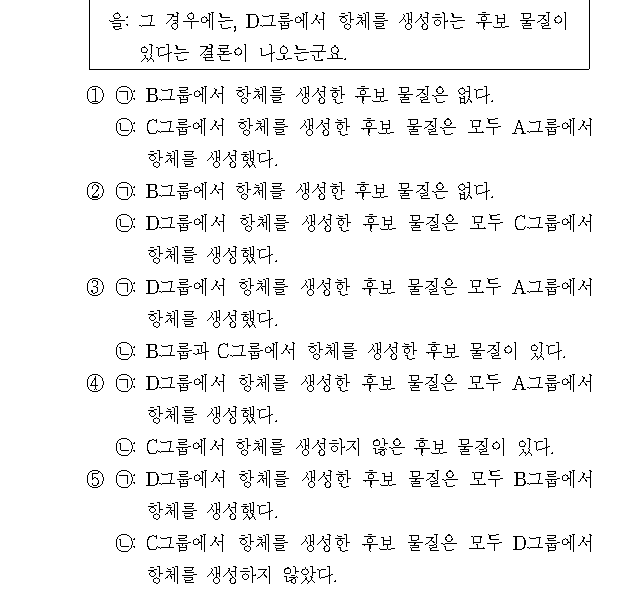 을: 그 경우에는, D그룹에서 항체를 생성하는 후보 물질이
있다는 결론이 나오는군요.
① ㉠: B그룹에서 항체를 생성한 후보 물질은 없다.
㉡: C그룹에서 항체를 생성한 후보 물질은 모두 A그룹에서
항체를 생성했다.
② ㉠: B그룹에서 항체를 생성한 후보 물질은 없다.
㉡: D그룹에서 항체를 생성한 후보 물질은 모두 C그룹에서
항체를 생성했다.
③ ㉠: D그룹에서 항체를 생성한 후보 물질은 모두 A그룹에서
항체를 생성했다.
㉡: B그룹과 C그룹에서 항체를 생성한 후보 물질이 있다.
④ ㉠: D그룹에서 항체를 생성한 후보 물질은 모두 A그룹에서
항체를 생성했다.
㉡: C그룹에서 항체를 생성하지 않은 후보 물질이 있다.
⑤ ㉠: D그룹에서 항체를 생성한 후보 물질은 모두 B그룹에서
항체를 생성했다.
㉡: C그룹에서 항체를 생성한 후보 물질은 모두 D그룹에서
항체를 생성하지 않았다.